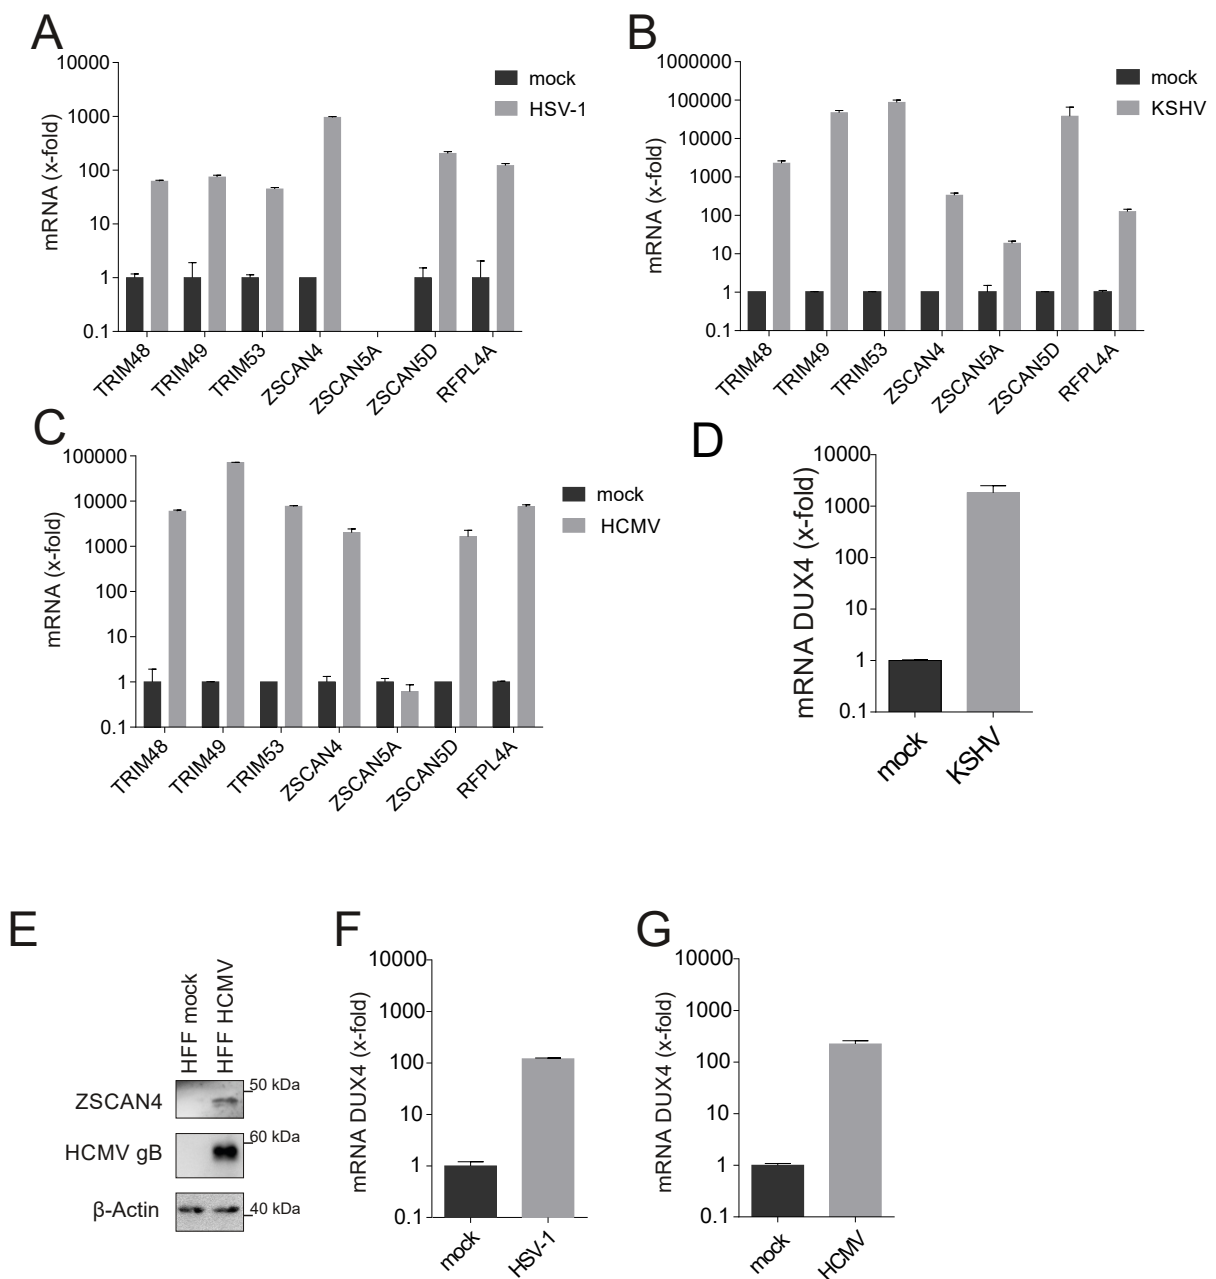 A
mRNA (x-fold)
10000
1000
100
10
1
0.1
mock
HSV-1
TRIM48
TRIM49
TRIM53
ZSCAN4
ZSCAN5A
ZSCAN5D
RFPL4A
B
mRNA (x-fold)
1000000
100000
10000
1000
100
10
1
0.1
mock
KSHV
TRIM48
TRIM49
TRIM53
ZSCAN4
ZSCAN5A
ZSCAN5D
RFPL4A
C
mRNA (x-fold)
100000
10000
1000
100
10
1
0.1
mock
HCMV
TRIM48
TRIM49
TRIM53
ZSCAN4
ZSCAN5A
ZSCAN5D
RFPL4A
D
mRNA DUX4 (x-fold)
10000
1000
100
10
1
0.1
mock
KSHV
E
HFF mock
HFF HCMV
ZSCAN4
50 kDa
HCMV gB
60 kDa
β-Actin
40 kDa
F
mRNA DUX4 (x-fold)
10000
1000
100
10
1
0.1
mock
HSV-1
G
mRNA DUX4 (x-fold)
10000
1000
100
10
1
0.1
mock
HCMV